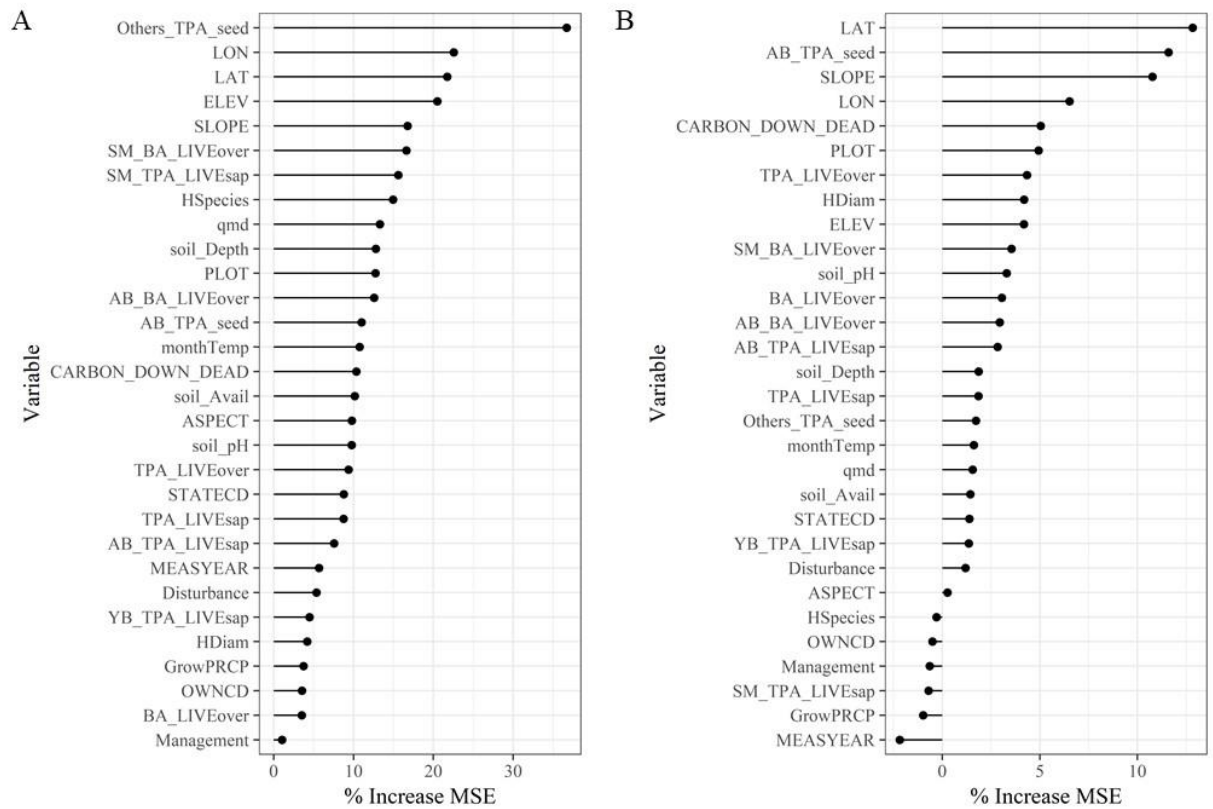 A
Others_TPA_seed
LON
LAT
ELEV
SLOPE
SM_BA_LIVEover
SM_TPA_LIVEsap
HSpecies
qmd
soil_Depth
PLOT
AB_BA_LIVEover
AB_TPA_seed
monthTemp
CARBON_DOWN_DEAD
soil_Avail
ASPECT
soil_pH
TPA_LIVEover
STATECD
TPA_LIVEsap
AB_TPA_LIVEsap
MEASYEAR
Disturbance
YB_TPA_LIVEsap
HDiam
GrowPRCP
OWNCD
BA_LIVEover
Management
Variable
0 10 20 30
% Increase MSE
B
LAT
AB_TPA_seed
SLOPE
LON
CARBON_DOWN_DEAD
PLOT
TPA_LIVEover
HDiam
ELEV
SM_BA_LIVEover
soil_pH
BA_LIVEover
AB_BA_LIVEover
AB_TPA_LIVEsap
soil_Depth
TPA_LIVEsap
Others_TPA_seed
monthTemp
qmd
soil_Avail
STATECD
YB_TPA_LIVEsap
Disturbance
ASPECT
HSpecies
OWNCD
Management
SM_TPA_LIVEsap
GrowPRCP
MEASYEAR
Variable
0 5 10
% Increase MSE